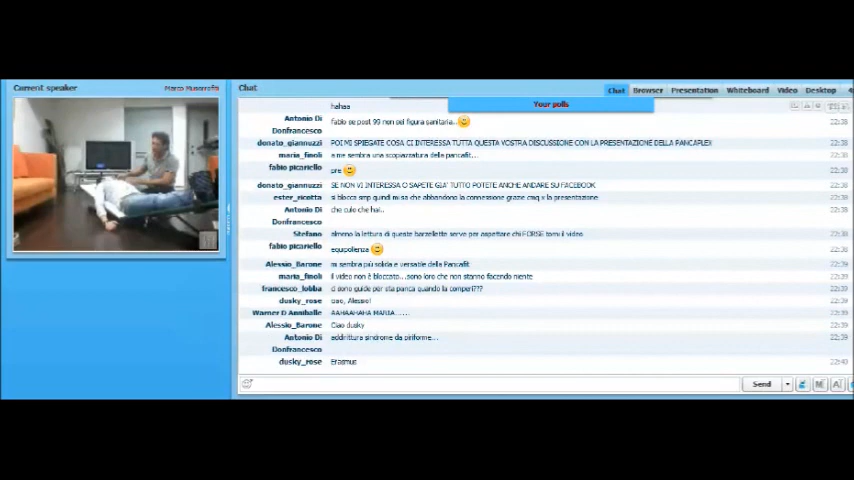 Current speaker
Marco Musorrofiti
Chat
Chat Browser Presentation Whiteboard Video Desktop
Your polls
hahaa
Antonio Di Donfrancesco fabio se post 99 non sei figura sanitaria.. 22:38
donato_giannuzzi POI MI SPIEGATE COSA CI INTERESSA TUTTA QUESTA VOSTRA DISCUSSIONE CON LA PRESENTAZIONE DELLA PANCAFLEX 22:38
maria_finoli a me sembra una scopiazzatura della pancafit... 22:38
fabio picariello pre 22:38
donato_giannuzzi SE NON VI INTERESSA O SAPETE GIA' TUTTO POTETE ANCHE ANDARE SU FACEBOOK 22:38
ester_ricotta si blocca quindi mi sa che abbandono la connessione grazie cmq x la presentazione 22:38
Antonio Di Donfrancesco che culo che hai.. 22:38
Stefano almeno la lettura di queste barzellette serve per aspettare chi FORSE torni il video 22:38
fabio picariello equipollenza 22:38
Alessio_Barone mi sembra più solida e versatile della Pancafit 22:39
maria_finoli il video non è bloccato...sono loro che non stanno facendo niente 22:39
francesco_lobba ci sono guide per sta panca quando la comperi??? 22:39
dusky_rose ciao, Alessio! 22:39
Warner D Annibale AAHAAHAHA MARIA...... 22:39
Alessio_Barone Ciao dusky 22:39
Antonio Di Donfrancesco addirittura sindrome da piriforme... 22:39
dusky_rose Erasmus 22:40
Send